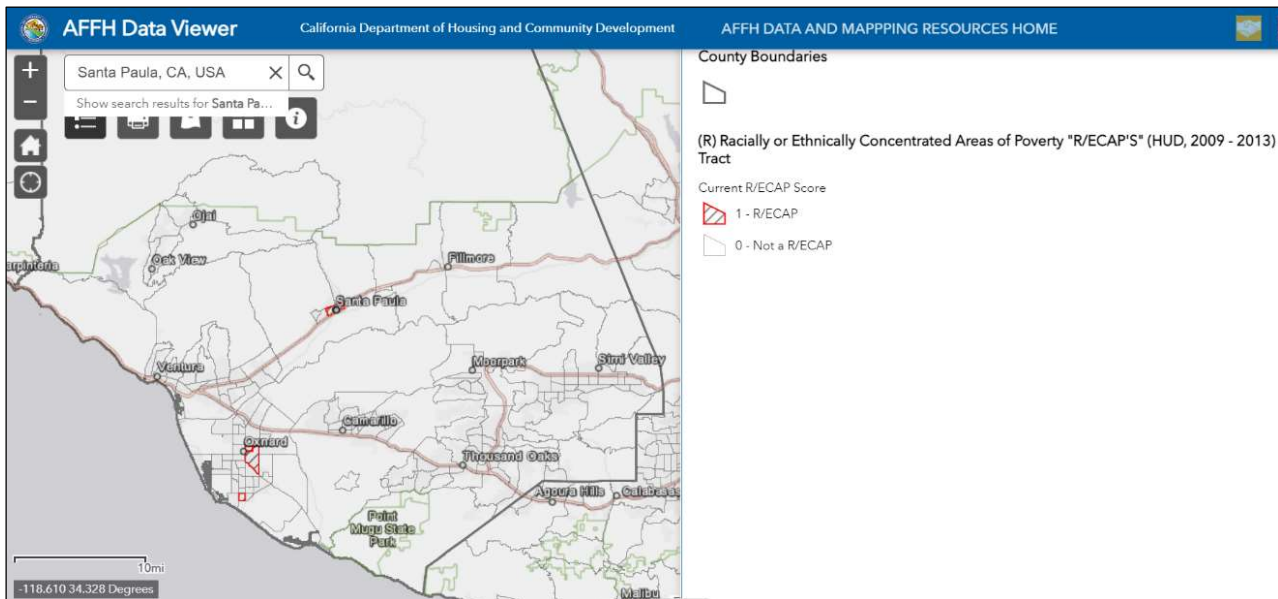 AFFH Data Viewer
California Department of Housing and Community Development
AFFH DATA AND MAPPPING RESOURCES HOME
+
−
Santa Paula, CA, USA
Show search results for Santa Pa...
County Boundaries
(R) Racially or Ethnically Concentrated Areas of Poverty "R/ECAP'S" (HUD, 2009 - 2013)
Tract
Current R/ECAP Score
1 - R/ECAP
0 - Not a R/ECAP
Ojai
Oak View
arpinteria
Fillmore
Santa Paula
Ventura
Moorpark
Simi Valley
Camarillo
Oxnard
Thousand Oaks
Agoura Hills
Calabasas
Point
Mugu State
Park
Malibu
10mi
-118.610 34.328 Degrees